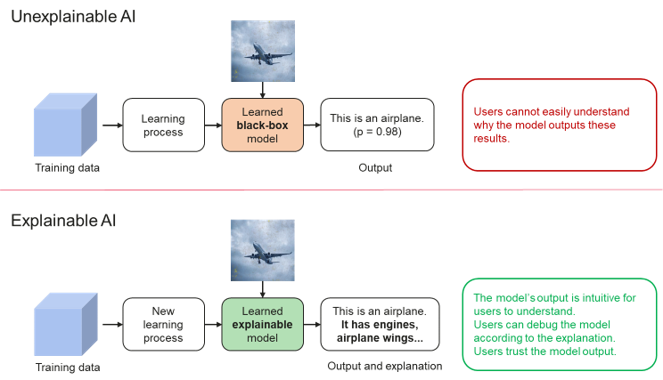 Unexplainable AI
Training data
Learning
process
Learned
black-box
model
This is an airplane.
(p = 0.98)
Output
Users cannot easily understand
why the model outputs these
results.
Explainable AI
Training data
New
learning
process
Learned
explainable
model
This is an airplane.
It has engines,
airplane wings...
Output and explanation
The model's output is intuitive for
users to understand.
Users can debug the model
according to the explanation.
Users trust the model output.